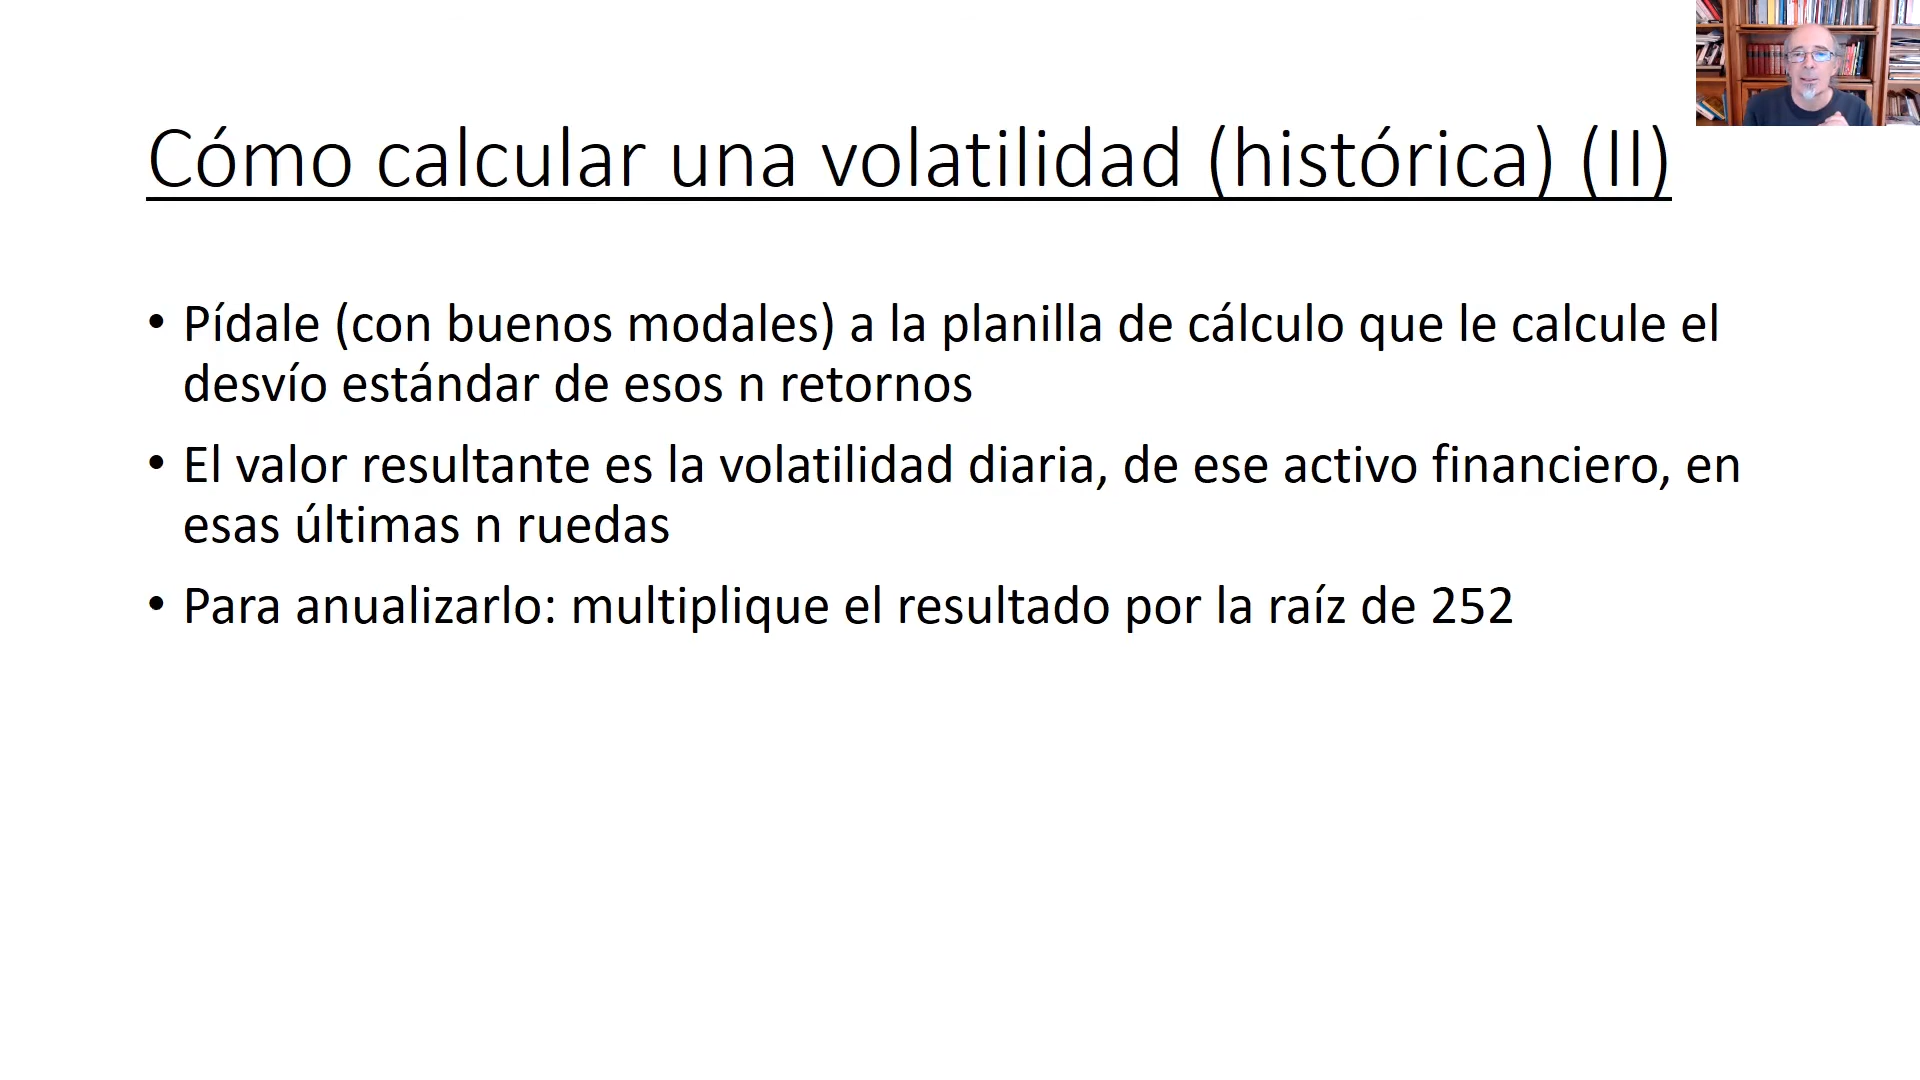 Cómo calcular una volatilidad (histórica) (II)
• Pídale (con buenos modales) a la planilla de cálculo que le calcule el
desvío estándar de esos n retornos
• El valor resultante es la volatilidad diaria, de ese activo financiero, en
esas últimas n ruedas
• Para anualizarlo: multiplique el resultado por la raíz de 252